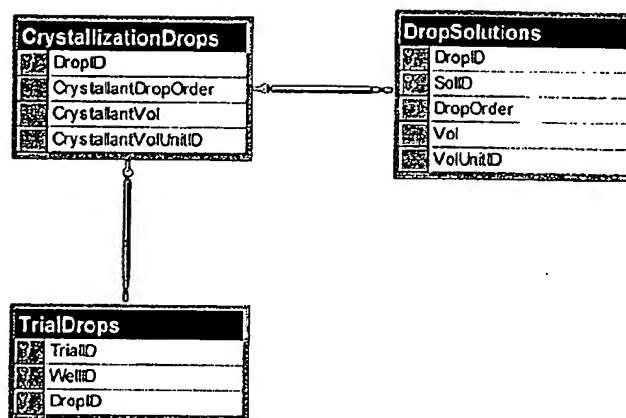 CrystallizationDrops
DropID
CrystallantDropOrder
CrystallantVol
CrystallantVolUnitID
DropSolutions
DropID
SolID
DropOrder
Vol
VolUnitID
TrialDrops
TrialID
WellID
DropID